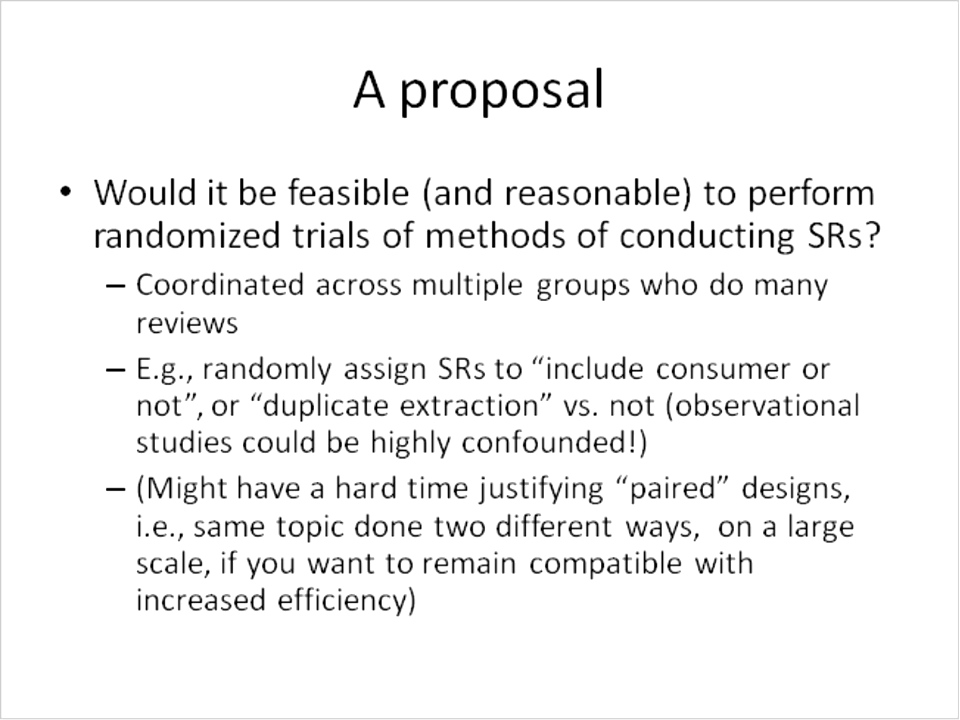 A proposal
• Would it be feasible (and reasonable) to perform
randomized trials of methods of conducting SRs?
– Coordinated across multiple groups who do many
reviews
– E.g., randomly assign SRs to “include consumer or
not”, or “duplicate extraction” vs. not (observational
studies could be highly confounded!)
– (Might have a hard time justifying “paired” designs,
i.e., same topic done two different ways, on a large
scale, if you want to remain compatible with
increased efficiency)